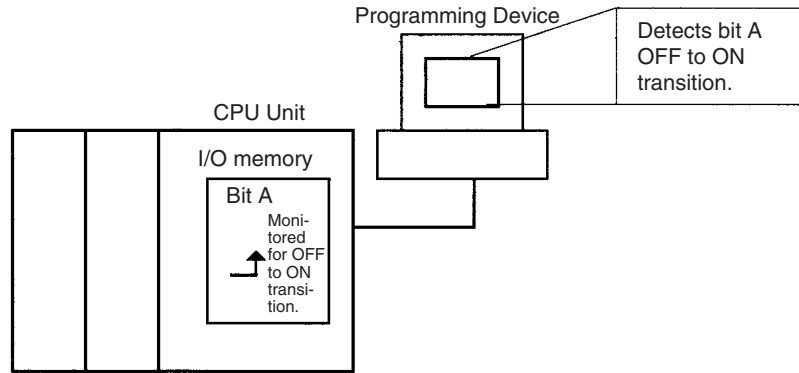 Programming Device
Detects bit A
OFF to ON
transition.
CPU Unit
I/O memory
Bit A
Moni-
tored
for OFF
to ON
transi-
tion.